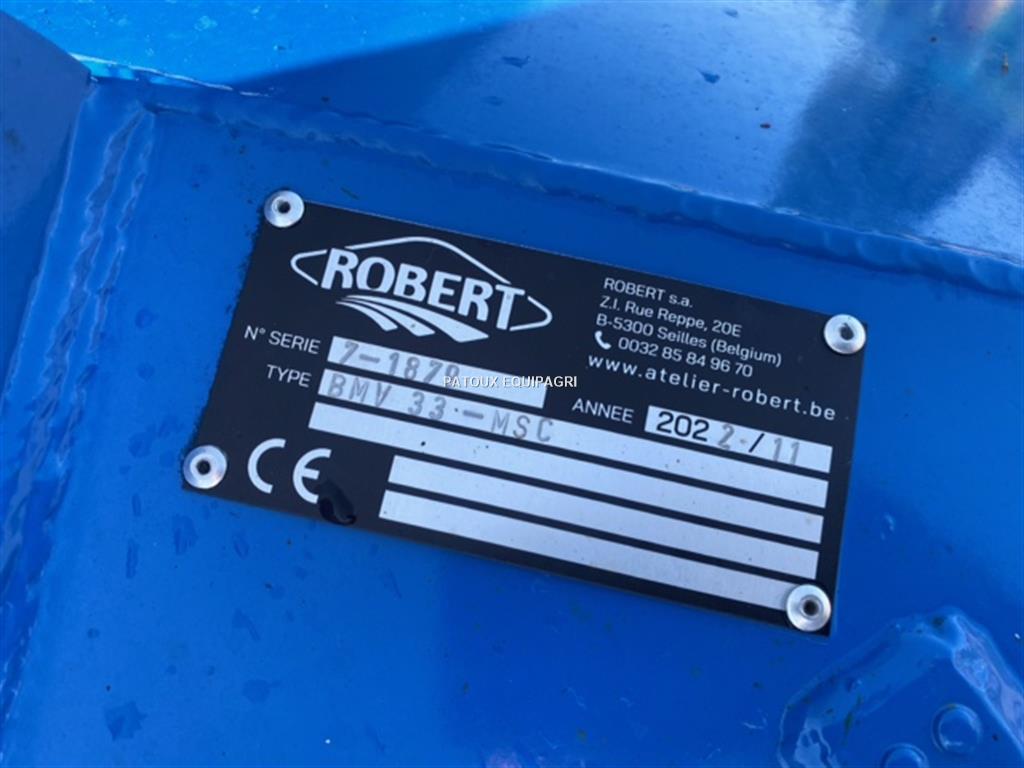 ROBERT
ROBERT s.a.
Z.I. Rue Reppe, 20E
B-5300 Seilles (Belgium)
0032 85 84 96 70
www.atelier-robert.be
N° SERIE
TYPE BMV 33-MSC
ANNEE 2022/11
CE
PATOUX EQUIPAGRI